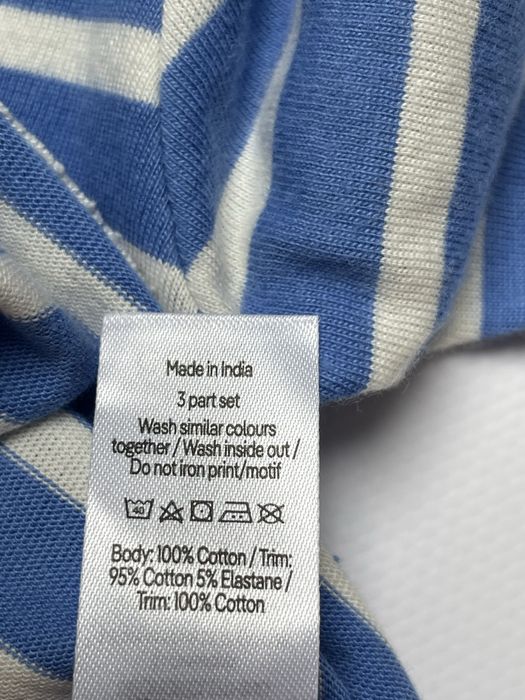 Made in India
3 part set
Wash similar colours
together / Wash inside out /
Do not iron print/motif
40
Body: 100% Cotton / Trim:
95% Cotton 5% Elastane /
Trim: 100% Cotton